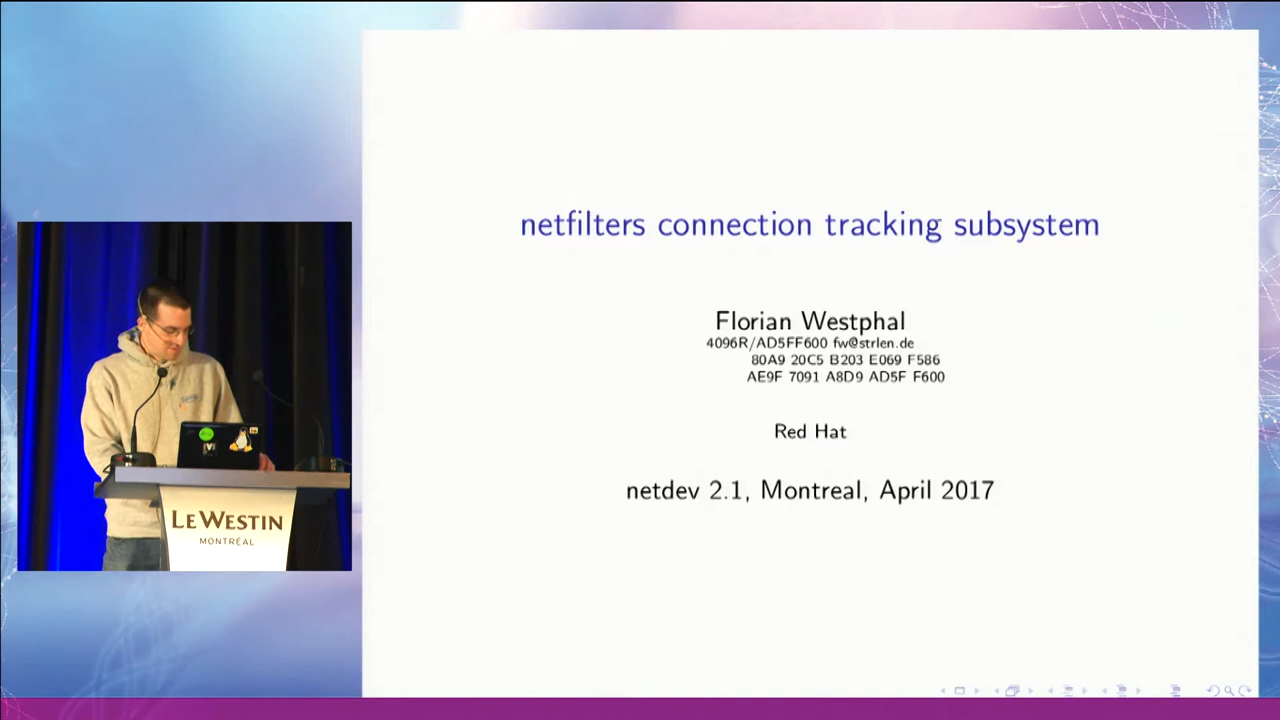 netfilters connection tracking subsystem
Florian Westphal
4096R/AD5FF600 fw@strlen.de
80A9 20C5 B203 E069 F586
AE9F 7091 A8D9 AD5F F600
Red Hat
netdev 2.1, Montreal, April 2017
LE WESTIN
MONTRÉAL